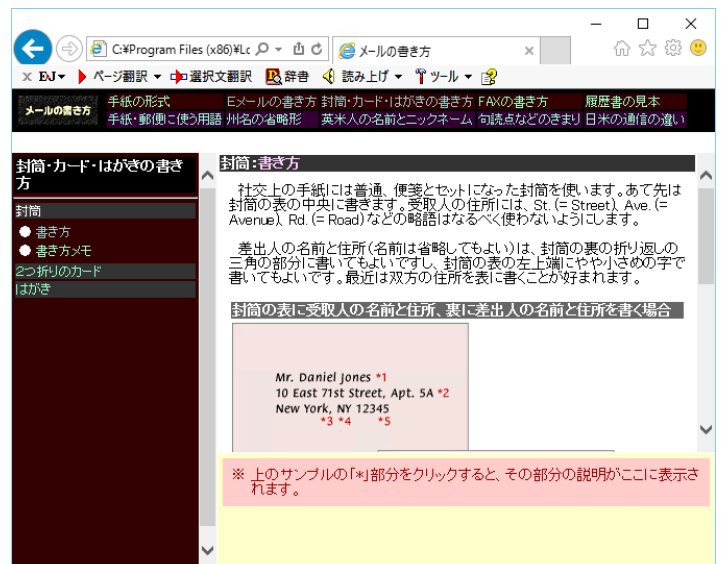 C:¥Program Files (x86)¥Lc
メールの書き方
× EtoJ▼ ページ翻訳 ▼ 選択文翻訳 辞書 読み上げ ▼ ツール ▼
メールの書き方
手紙の形式 Eメールの書き方 封筒・カード・はがきの書き方 FAXの書き方 履歴書の見本
手紙・郵便に使う用語 州名の省略形 英米人の名前とニックネーム 句読点などのきまり 日米の通信の違い
封筒・カード・はがきの書き
方
封筒
● 書き方
● 書き方メモ
2つ折りのカード
はがき
封筒:書き方
社交上の手紙には普通、便箋とセットになった封筒を使います。あて先は
封筒の表の中央に書きます。受取人の住所には、St. (= Street)、Ave. (=
Avenue)、Rd. (= Road)などの略語はなるべく使わないようにします。
差出人の名前と住所(名前は省略してもよい)は、封筒の裏の折り返しの
三角の部分に書いてもよいですし、封筒の表の左上端にやや小さめの字で
書いてもよいです。最近は双方の住所を表に書くことが好まれます。
封筒の表に受取人の名前と住所、裏に差出人の名前と住所を書く場合
Mr. Daniel Jones *1
10 East 71st Street, Apt. 5A *2
New York, NY 12345
*3 *4 *5
※ 上のサンプルの「*」部分をクリックすると、その部分の説明がここに表示さ
れます。